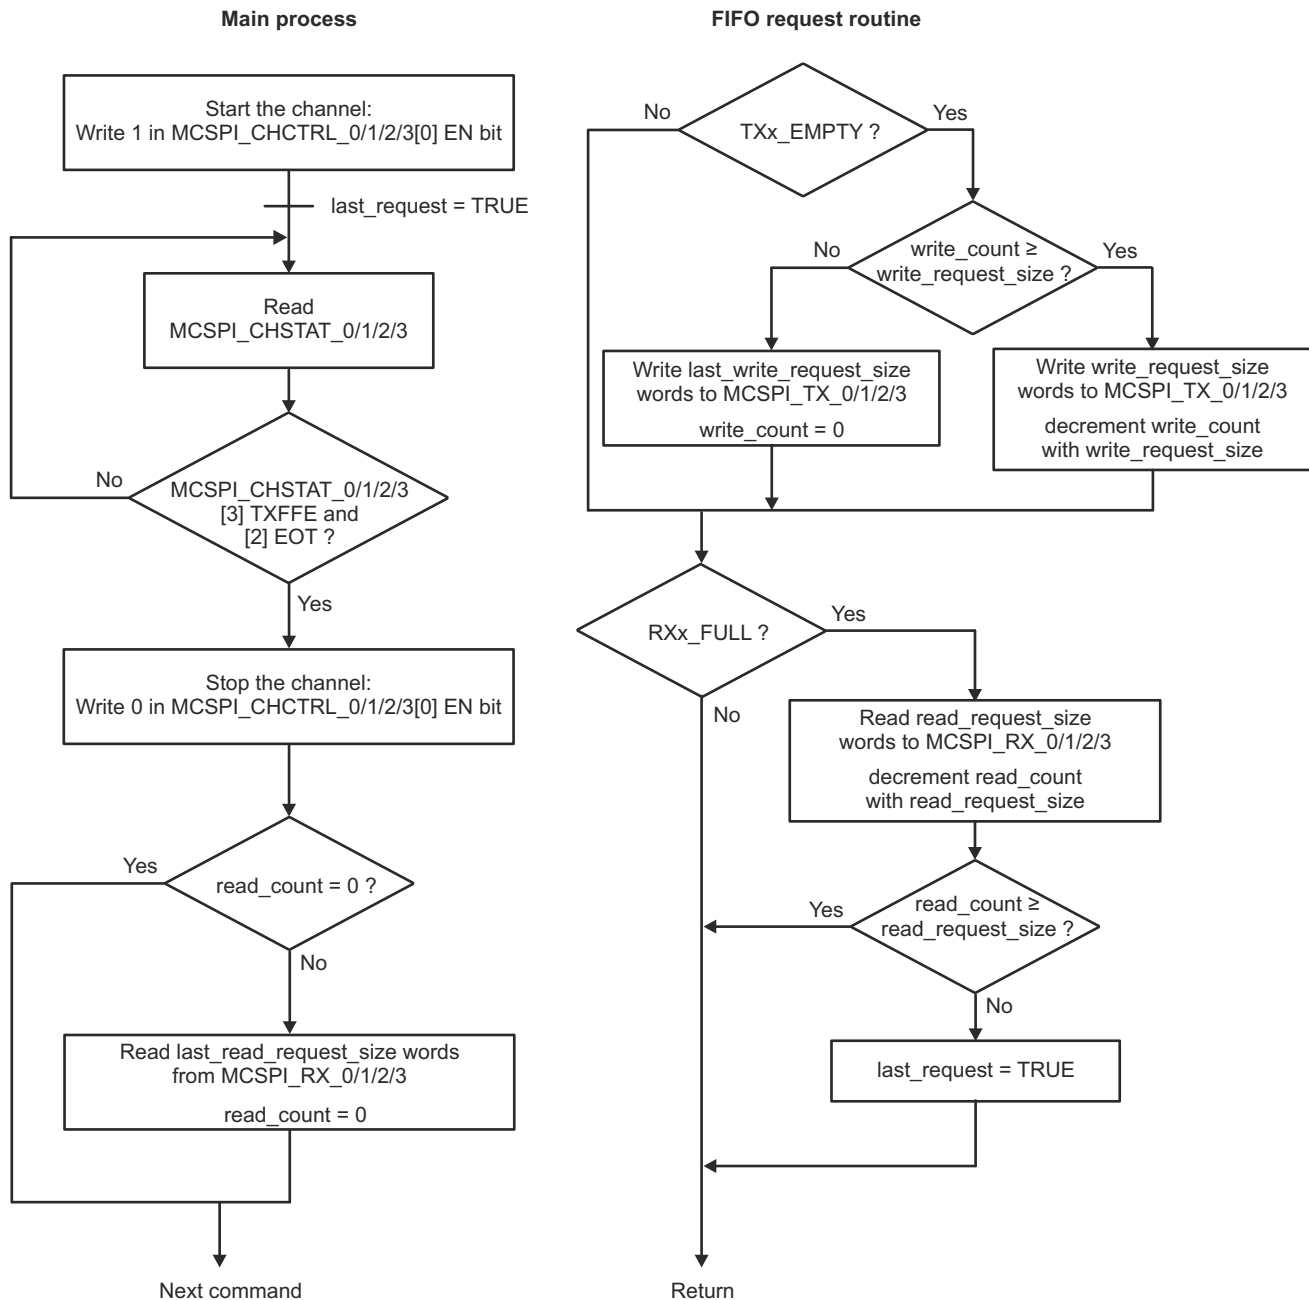 Main process
Start the channel:
Write 1 in MCSPI_CHCTRL_0/1/2/3[0] EN bit
last_request = TRUE
Read
MCSPI_CHSTAT_0/1/2/3
No
MCSPI_CHSTAT_0/1/2/3
[3] TXFFE and
[2] EOT ?
Yes
Stop the channel:
Write 0 in MCSPI_CHCTRL_0/1/2/3[0] EN bit
Yes
read_count = 0 ?
No
Read last_read_request_size words
from MCSPI_RX_0/1/2/3
read_count = 0
Next command
FIFO request routine
No
Yes
TXx_EMPTY ?
No
write_count ≥
write_request_size ?
Yes
Write last_write_request_size
words to MCSPI_TX_0/1/2/3
write_count = 0
Write write_request_size
words to MCSPI_TX_0/1/2/3
decrement write_count
with write_request_size
RXx_FULL ?
Yes
No
Read read_request_size
words to MCSPI_RX_0/1/2/3
decrement read_count
with read_request_size
Yes
read_count ≥
read_request_size ?
No
last_request = TRUE
Return